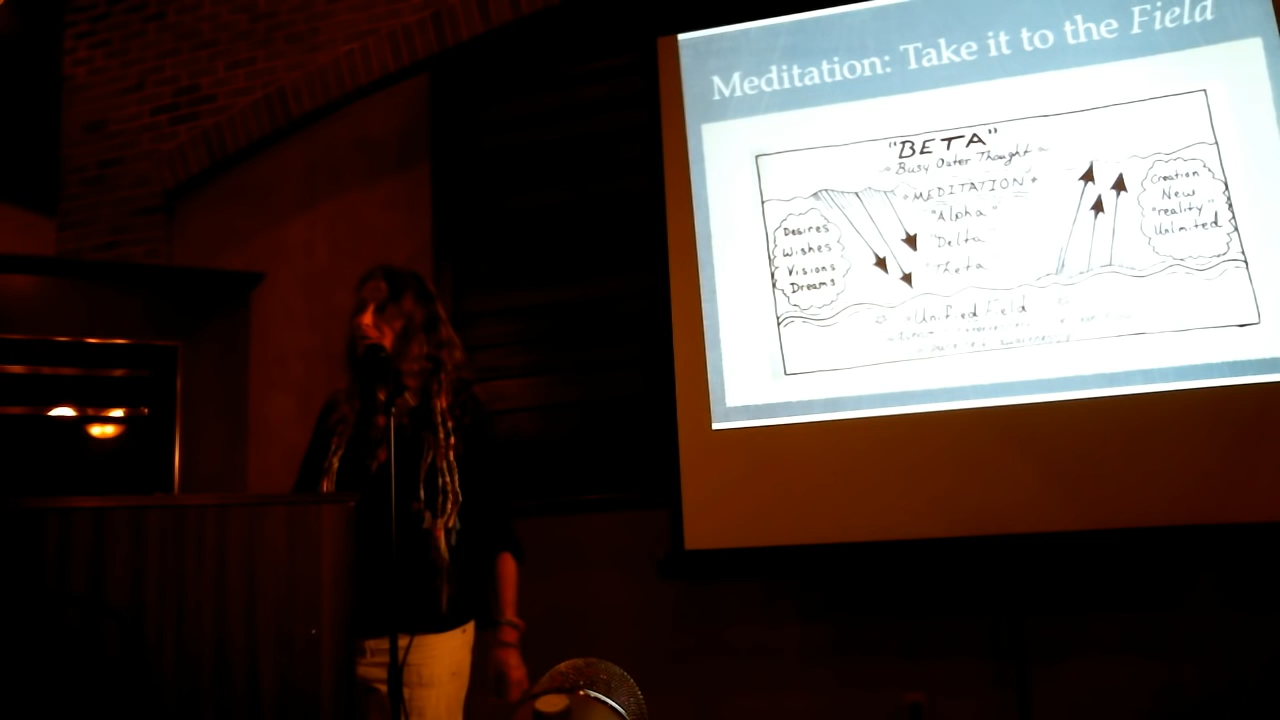 Meditation: Take it to the Field
"BETA"
Busy Outer Thought
MEDITATION
"Alpha"
"Delta"
"Theta
Desires
Wishes
Visions
Dreams
Creation
New
"reality"
Unlimited
Unified Field